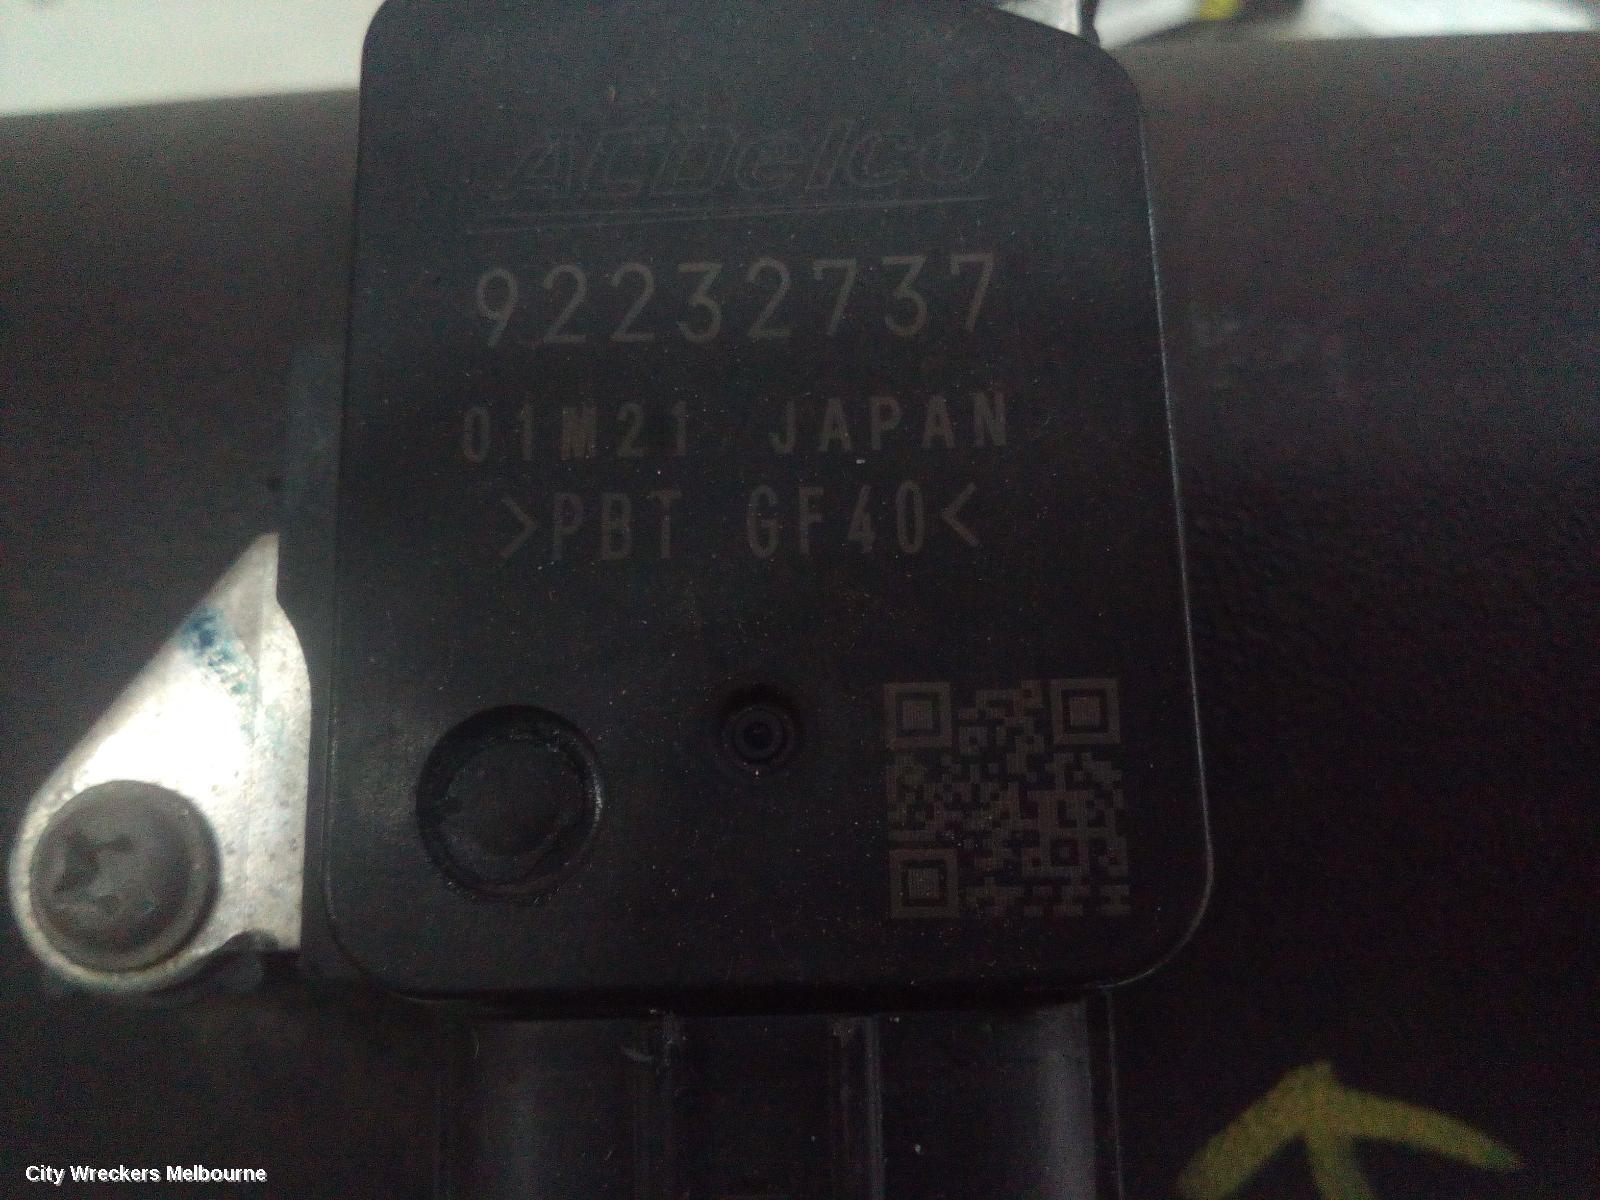 ACDelco
92232737
01M21 JAPAN
>PBT GF40<
City Wreckers Melbourne